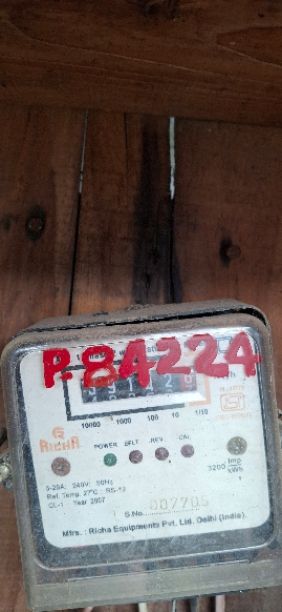 P.84224
10000 1000 100 10 1/10
RICHA
POWER EFLT REV CAL
3200 imp/kWh
5-20A; 240V; 50Hz
Ref. Temp. 27°C
CL-1 Year 2007
S.No. 007705
Mfrs. : Richa Equipments Pvt. Ltd. Delhi (India).